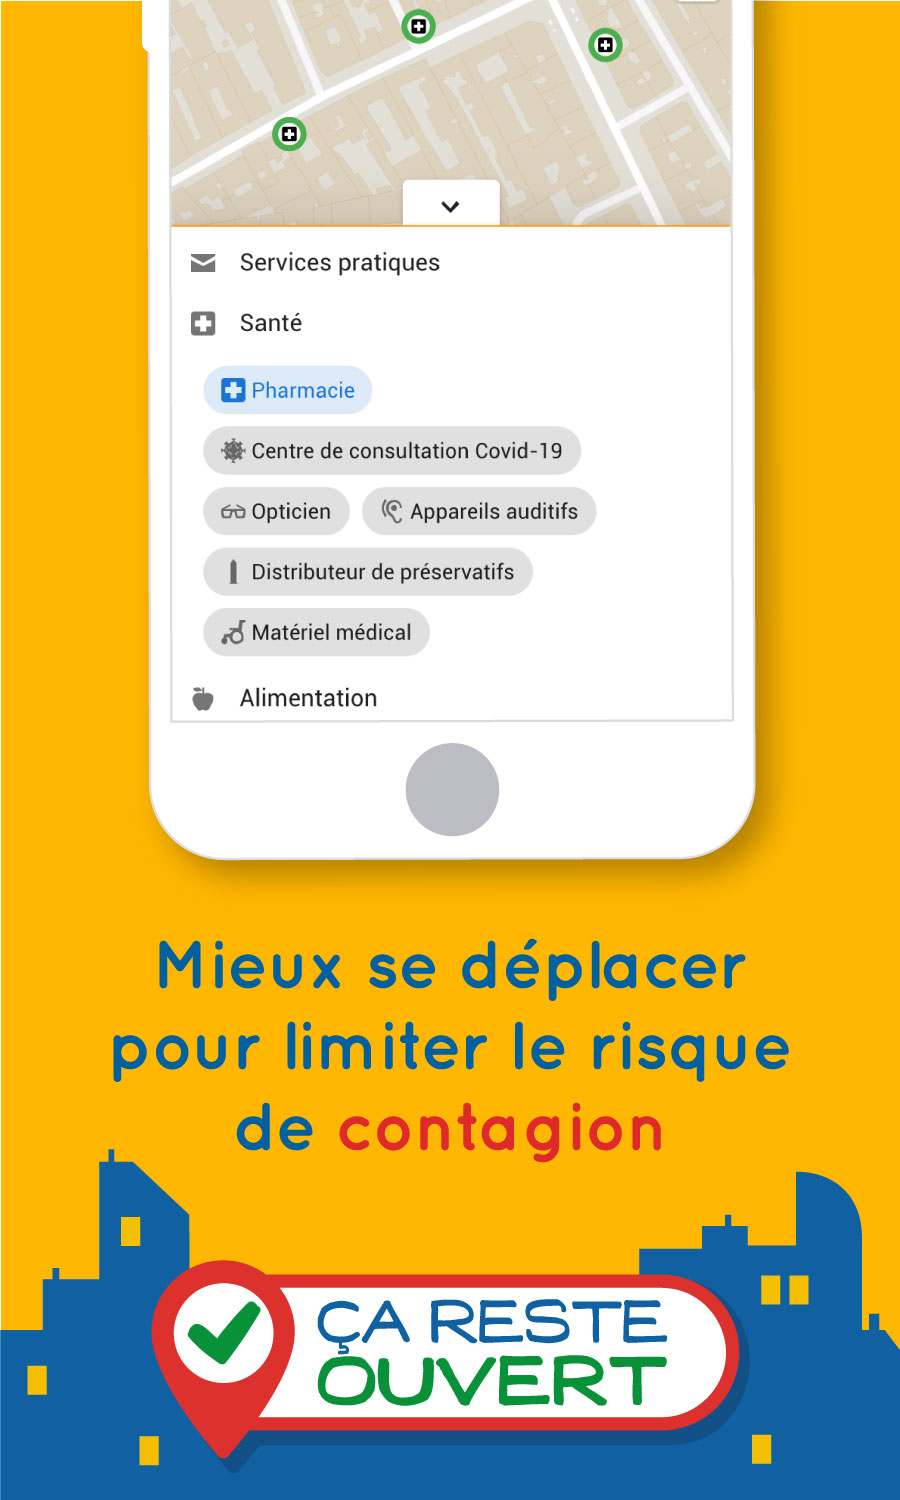 Services pratiques
Santé
Pharmacie
Centre de consultation Covid-19
Opticien Appareils auditifs
Distributeur de préservatifs
Matériel médical
Alimentation
Mieux se déplacer
pour limiter le risque
de contagion
ÇA RESTE
OUVERT